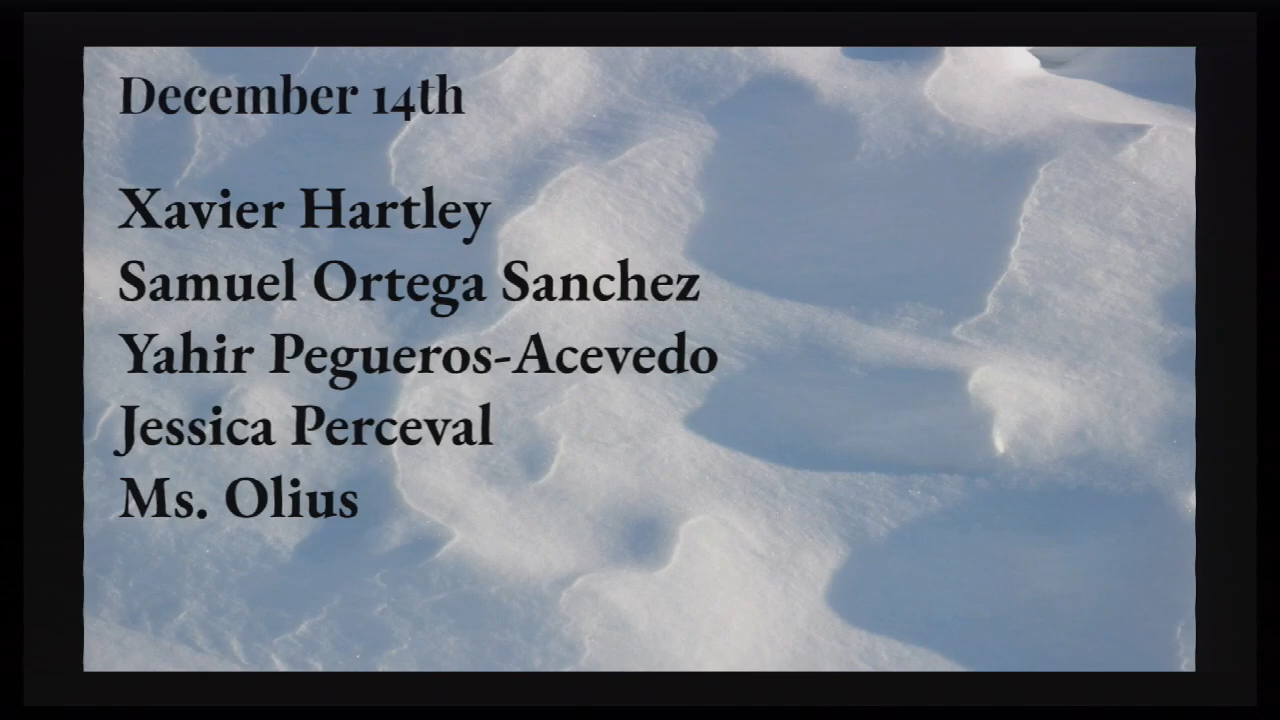 December 14th
Xavier Hartley
Samuel Ortega Sanchez
Yahir Pegueros-Acevedo
Jessica Perceval
Ms. Olius